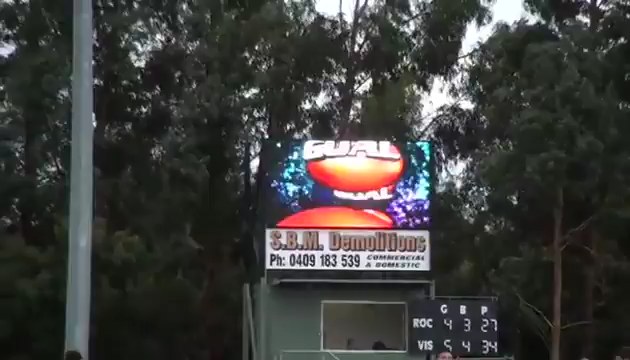 GOAL
GOAL
S.B.M. Demolitions
Ph: 0409 183 539 COMMERCIAL & DOMESTIC
G B P
ROC 4 3 27
VIS 5 4 34